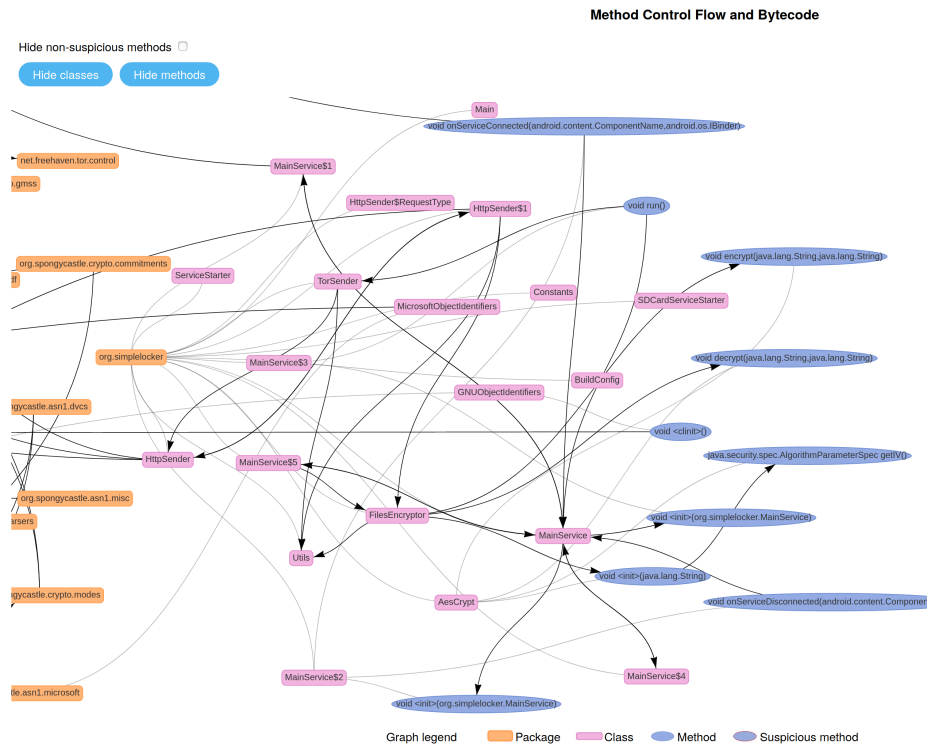 Method Control Flow and Bytecode
Hide non-suspicious methods
Hide classes
Hide methods
Main
void onServiceConnected(android.content.ComponentName,android.os.IBinder)
net.freehaven.tor.control
MainService$1
.gmss
HttpSender$RequestType
HttpSender$1
void run()
org.spongycastle.crypto.commitments
ServiceStarter
TorSender
void encrypt(java.lang.String,java.lang.String)
Constants
SDCardServiceStarter
MicrosoftObjectIdentifiers
org.simplelocker
MainService$3
void decrypt(java.lang.String,java.lang.String)
BuildConfig
GNUObjectIdentifiers
ngycastle.asn1.dvcs
void <clinit>()
HttpSender
MainService$5
java.security.spec.AlgorithmParameterSpec getIV()
org.spongycastle.asn1.misc
arsers
FilesEncryptor
void <init>(org.simplelocker.MainService)
MainService
Utils
void <init>(java.lang.String)
ngycastle.crypto.modes
AesCrypt
void onServiceDisconnected(android.content.Componen
MainService$2
MainService$4
tle.asn1.microsoft
void <init>(org.simplelocker.MainService)
Graph legend
Package
Class
Method
Suspicious method